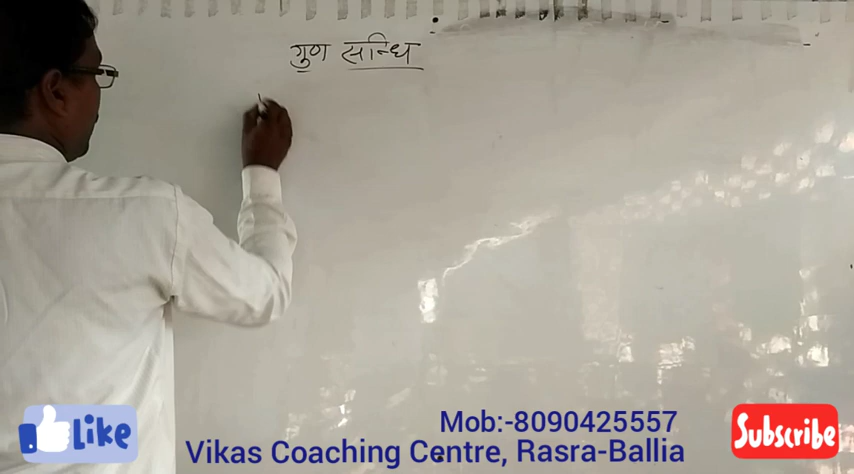 गुण सन्धि
Like
Mob:-8090425557
Subscribe
Vikas Coaching Centre, Rasra-Ballia